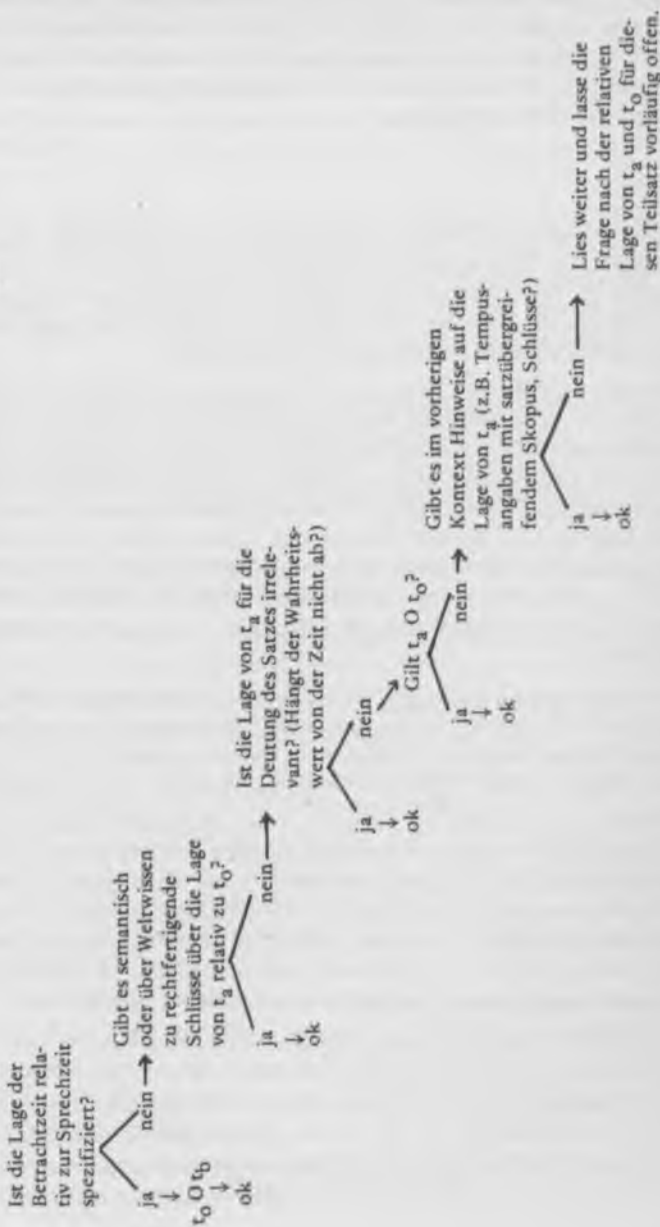 Ist die Lage der
Betrachtzeit rela-
tiv zur Sprechzeit
spezifiziert?
ja
nein
↓
t_o O t_b
↓
ok
Gibt es semantisch
oder über Weltwissen
zu rechtfertigende
Schlüsse über die Lage
von t_a relativ zu t_o?
ja
nein
↓
ok
Ist die Lage von t_a für die
Deutung des Satzes irrele-
vant? (Hängt der Wahrheits-
wert von der Zeit nicht ab?)
ja
nein
↓
ok
Gilt t_a O t_o?
ja
nein
↓
ok
Gibt es im vorherigen
Kontext Hinweise auf die
Lage von t_a (z.B. Tempus-
angaben mit satzübergrei-
fendem Skopus, Schlüsse?)
ja
nein
↓
ok
Lies weiter und lasse die
Frage nach der relativen
Lage von t_a und t_o für die-
sen Teilsatz vorläufig offen.